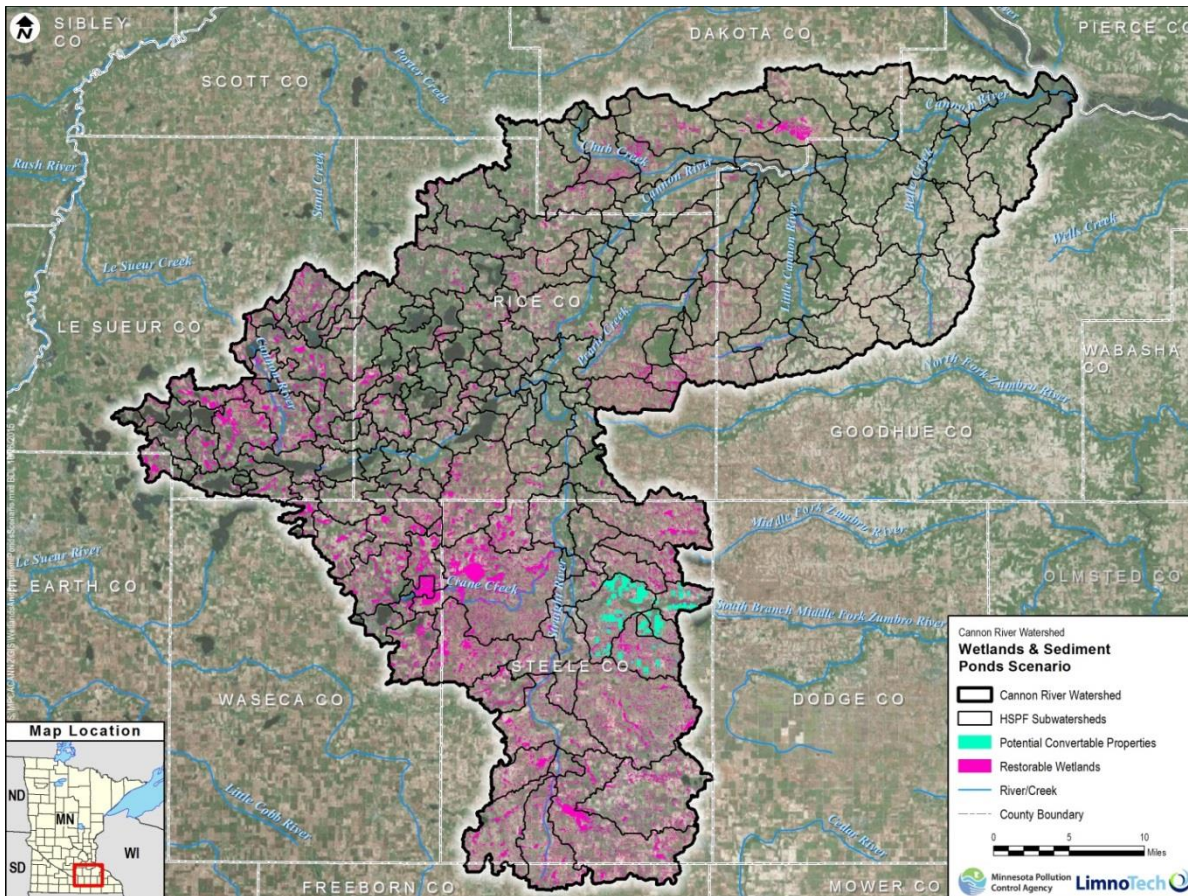 SIBLEY
CO
SCOTT CO
DAKOTA CO
PIERCE CO
Porter Creek
River
Cannon River
Rush River
Sand Creek
Chub Creek
Cannon River
Belle Creek
Little Cannon River
Wells Creek
Le Sueur Creek
LE SUEUR CO
RICE CO
Prairie Creek
Cannon River
WABASHA
CO
North Fork Zumbro River
GOODHUE CO
Middle Fork Zumbro River
Le Sueur River
E EARTH CO
Crane Creek
Straight River
OLMSTED CO
South Branch Middle Fork Zumbro River
STEELE CO
WASECA CO
DODGE CO
Little Cobb River
Cedar River
FREEBORN CO
MOWER CO
Map Location
ND
MN
SD
WI
Cannon River Watershed
Wetlands & Sediment
Ponds Scenario
Cannon River Watershed
HSPF Subwatersheds
Potential Convertable Properties
Restorable Wetlands
River/Creek
County Boundary
0 5 10
Miles
Minnesota Pollution
Control Agency
LimnoTech